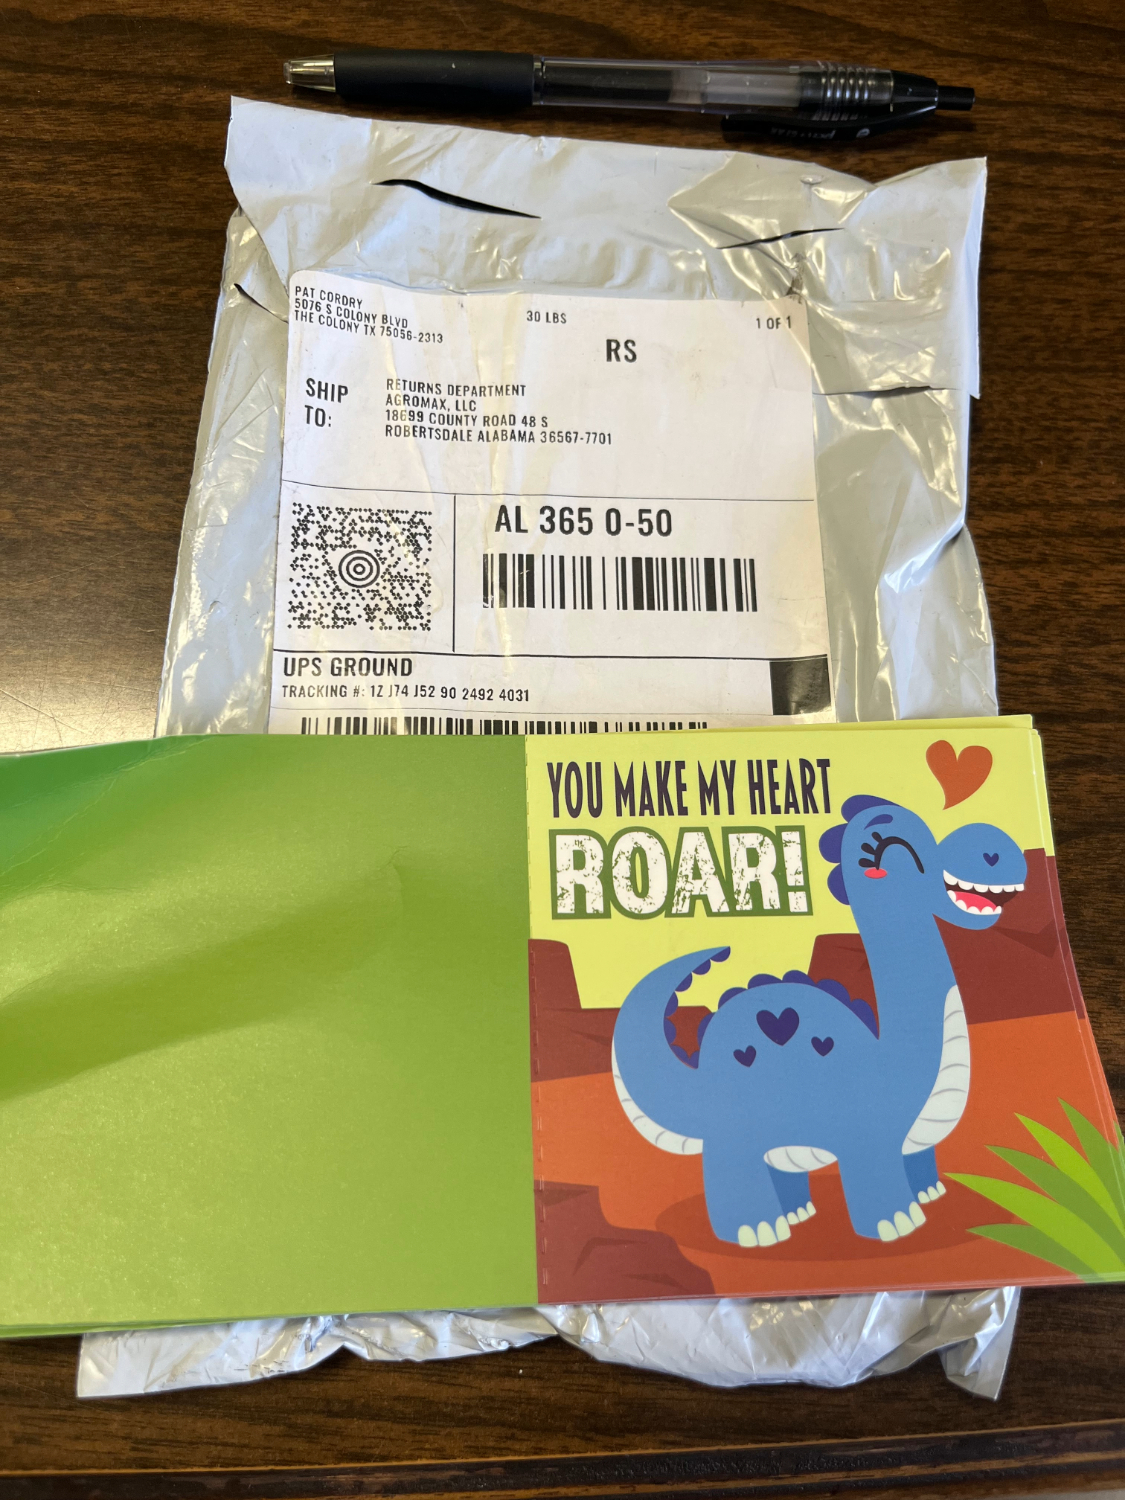 PAT CORDRY
5076 S COLONY BLVD
THE COLONY TX 75056-2313
30 LBS
1 OF 1
RS
SHIP
TO:
RETURNS DEPARTMENT
AGROMAX, LLC
18699 COUNTY ROAD 48 S
ROBERTSDALE ALABAMA 36567-7701
AL 365 0-50
UPS GROUND
TRACKING #: 1Z J74 J52 90 2492 4031
YOU MAKE MY HEART
ROAR!